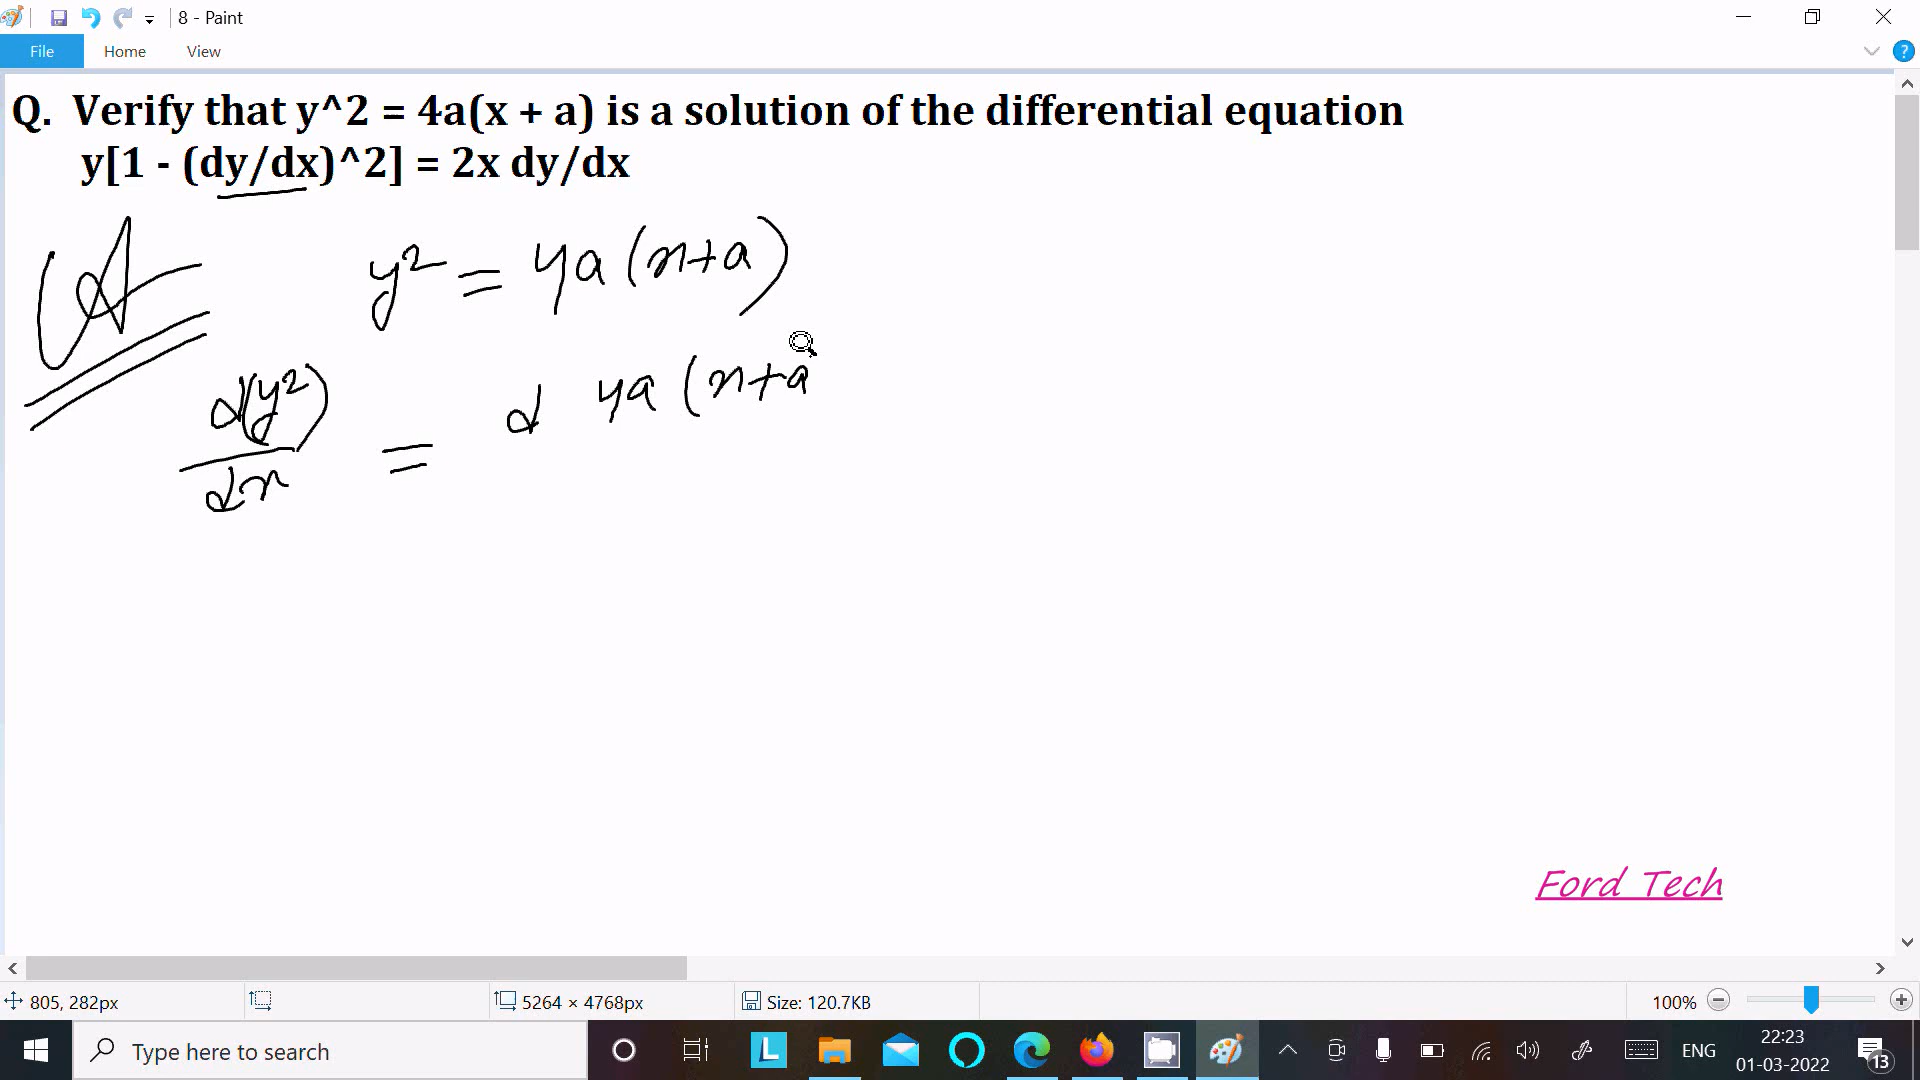 8 - Paint
File Home View
Q. Verify that y^2 = 4a(x + a) is a solution of the differential equation
y[1 - (dy/dx)^2] = 2x dy/dx
y² = 4a(x+a)
d(y²) = d 4a(x+a
dx
Ford Tech
805, 282px 5264 × 4768px Size: 120.7KB 100%
Type here to search ENG 22:23
01-03-2022 13